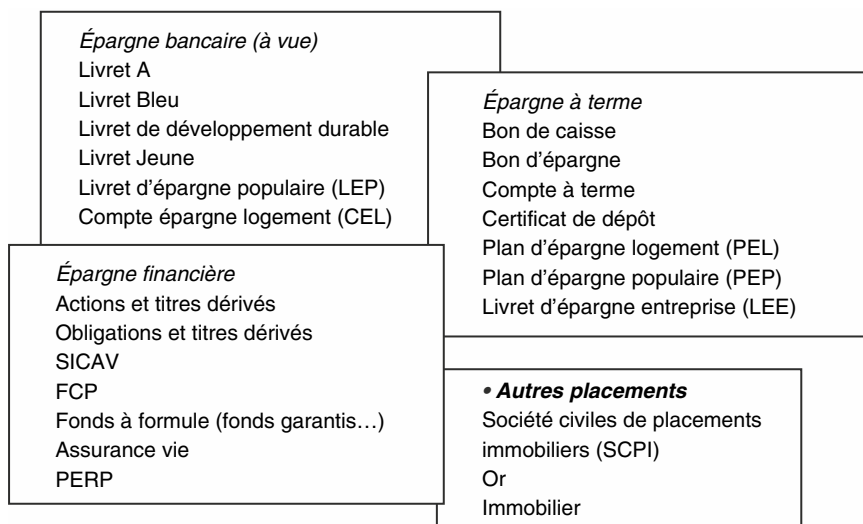 Épargne bancaire (à vue)
Livret A
Livret Bleu
Livret de développement durable
Livret Jeune
Livret d'épargne populaire (LEP)
Compte épargne logement (CEL)
Épargne à terme
Bon de caisse
Bon d'épargne
Compte à terme
Certificat de dépôt
Plan d'épargne logement (PEL)
Plan d'épargne populaire (PEP)
Livret d'épargne entreprise (LEE)
Épargne financière
Actions et titres dérivés
Obligations et titres dérivés
SICAV
FCP
Fonds à formule (fonds garantis…)
Assurance vie
PERP
• Autres placements
Société civiles de placements
immobiliers (SCPI)
Or
Immobilier